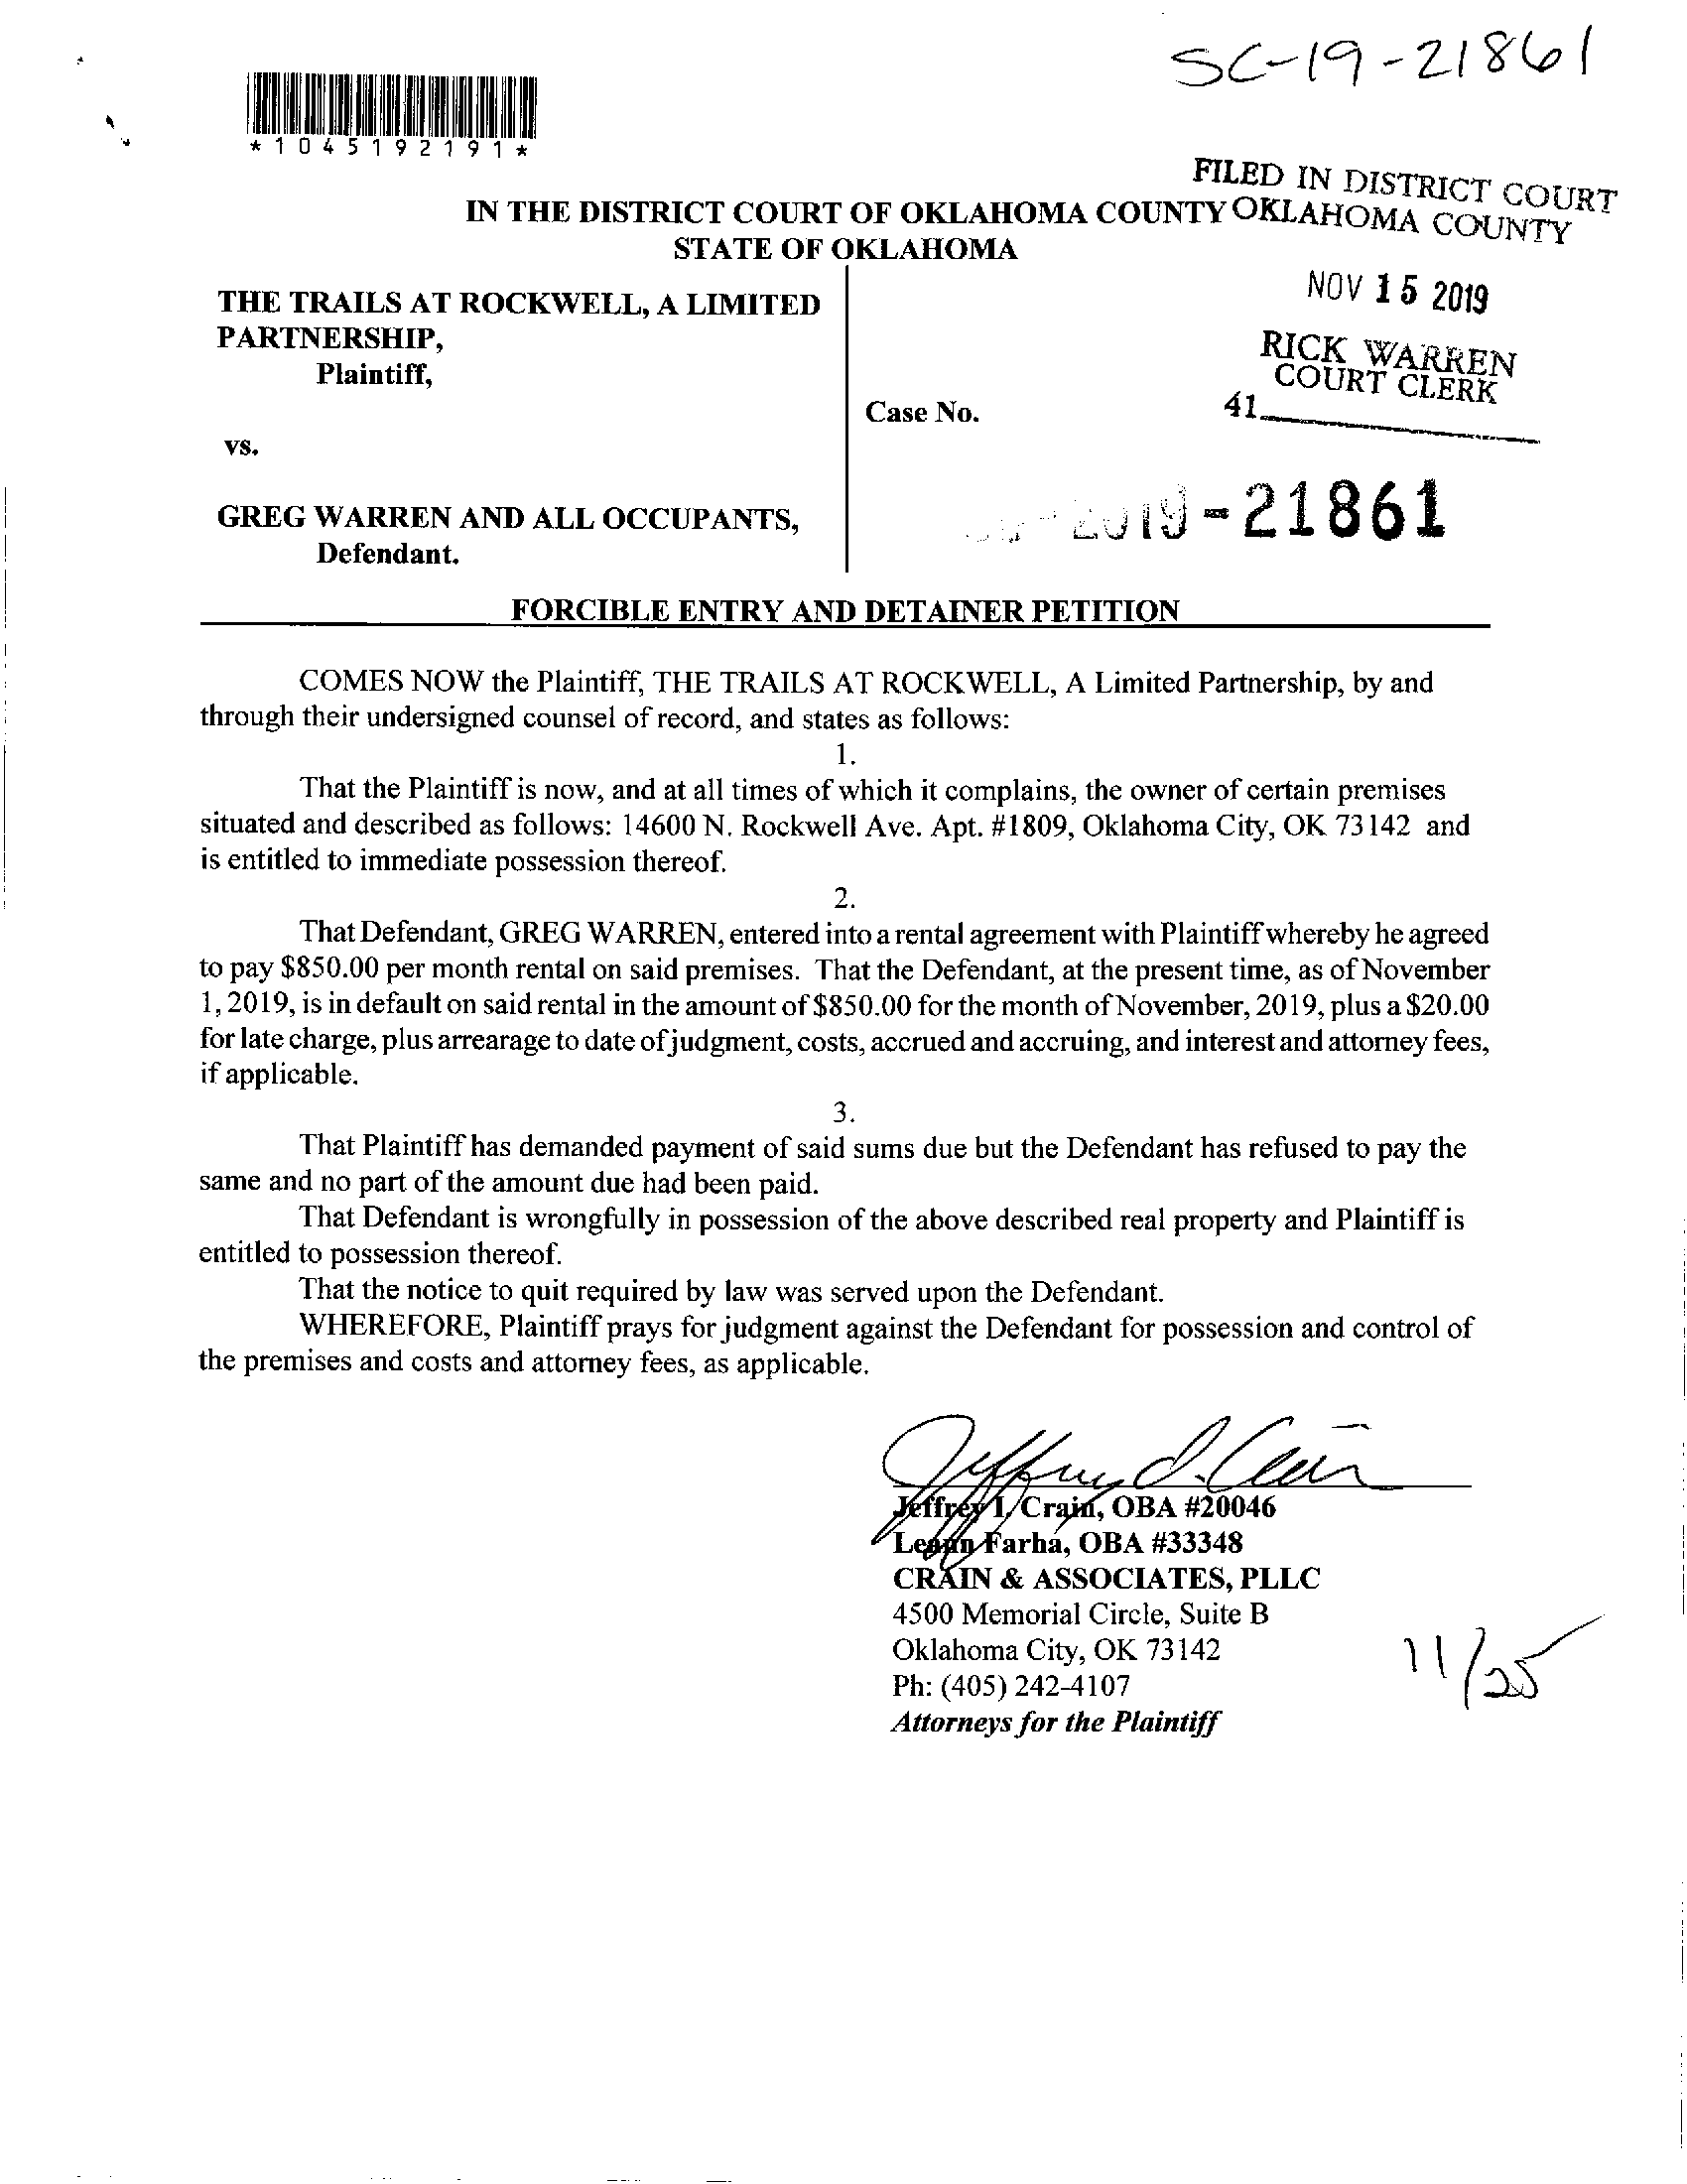 SC-19-21861
*1045192191*
FILED IN DISTRICT COURT
OKLAHOMA COUNTY
IN THE DISTRICT COURT OF OKLAHOMA COUNTY
STATE OF OKLAHOMA
NOV 15 2019
RICK WARREN
COURT CLERK
41
THE TRAILS AT ROCKWELL, A LIMITED
PARTNERSHIP,
Plaintiff,
Case No.
vs.
-2019-21861
GREG WARREN AND ALL OCCUPANTS,
Defendant.
FORCIBLE ENTRY AND DETAINER PETITION
COMES NOW the Plaintiff, THE TRAILS AT ROCKWELL, A Limited Partnership, by and
through their undersigned counsel of record, and states as follows:
1.
That the Plaintiff is now, and at all times of which it complains, the owner of certain premises
situated and described as follows: 14600 N. Rockwell Ave. Apt. #1809, Oklahoma City, OK 73142 and
is entitled to immediate possession thereof.
2.
That Defendant, GREG WARREN, entered into a rental agreement with Plaintiff whereby he agreed
to pay $850.00 per month rental on said premises. That the Defendant, at the present time, as of November
1, 2019, is in default on said rental in the amount of $850.00 for the month of November, 2019, plus a $20.00
for late charge, plus arrearage to date of judgment, costs, accrued and accruing, and interest and attorney fees,
if applicable.
3.
That Plaintiff has demanded payment of said sums due but the Defendant has refused to pay the
same and no part of the amount due had been paid.
That Defendant is wrongfully in possession of the above described real property and Plaintiff is
entitled to possession thereof.
That the notice to quit required by law was served upon the Defendant.
WHEREFORE, Plaintiff prays for judgment against the Defendant for possession and control of
the premises and costs and attorney fees, as applicable.
Jeffrey I. Crain, OBA #20046
Leann Farha, OBA #33348
CRAIN & ASSOCIATES, PLLC
4500 Memorial Circle, Suite B
Oklahoma City, OK 73142
Ph: (405) 242-4107
Attorneys for the Plaintiff
11/25